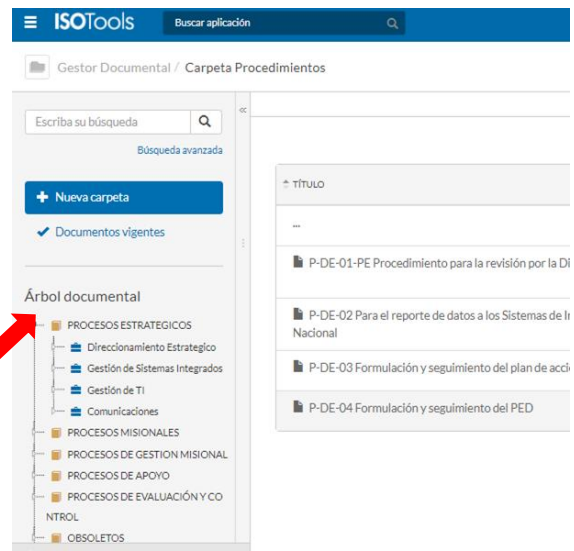 ISOTools
Buscar aplicación
Gestor Documental / Carpeta Procedimientos
Escriba su búsqueda
Búsqueda avanzada
Nueva carpeta
Documentos vigentes
Árbol documental
PROCESOS ESTRATEGICOS
Direccionamiento Estrategico
Gestión de Sistemas Integrados
Gestión de TI
Comunicaciones
PROCESOS MISIONALES
PROCESOS DE GESTION MISIONAL
PROCESOS DE APOYO
PROCESOS DE EVALUACIÓN Y CO
NTROL
OBSOLETOS
TÍTULO
...
P-DE-01-PE Procedimiento para la revisión por la Di
P-DE-02 Para el reporte de datos a los Sistemas de I
Nacional
P-DE-03 Formulación y seguimiento del plan de acci
P-DE-04 Formulación y seguimiento del PED